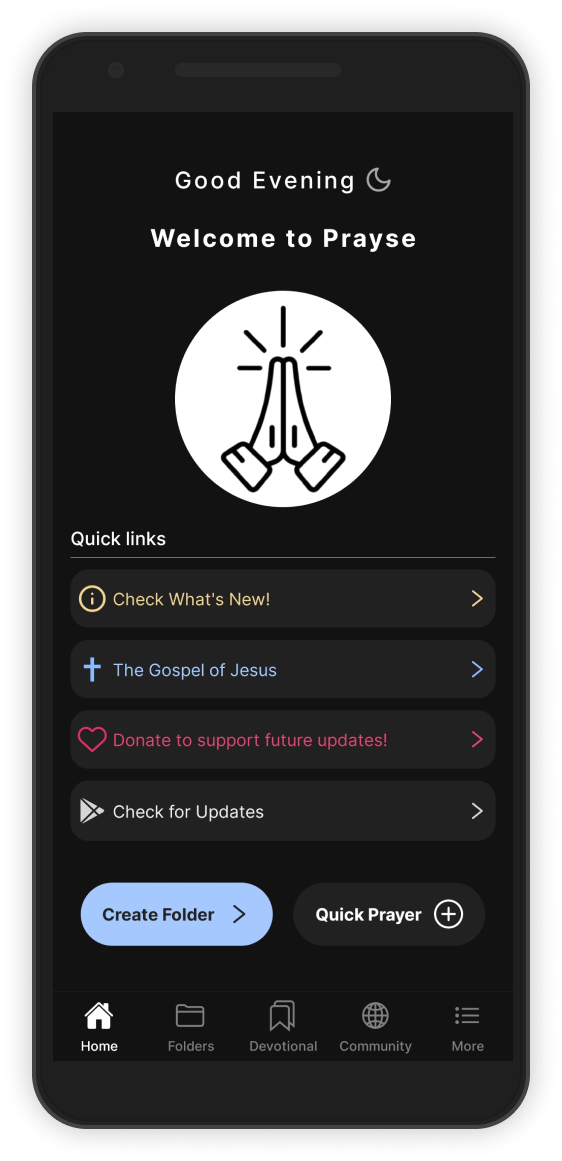 Good Evening
Welcome to Prayse
Quick links
Check What's New!
The Gospel of Jesus
Donate to support future updates!
Check for Updates
Create Folder
Quick Prayer
Home
Folders
Devotional
Community
More